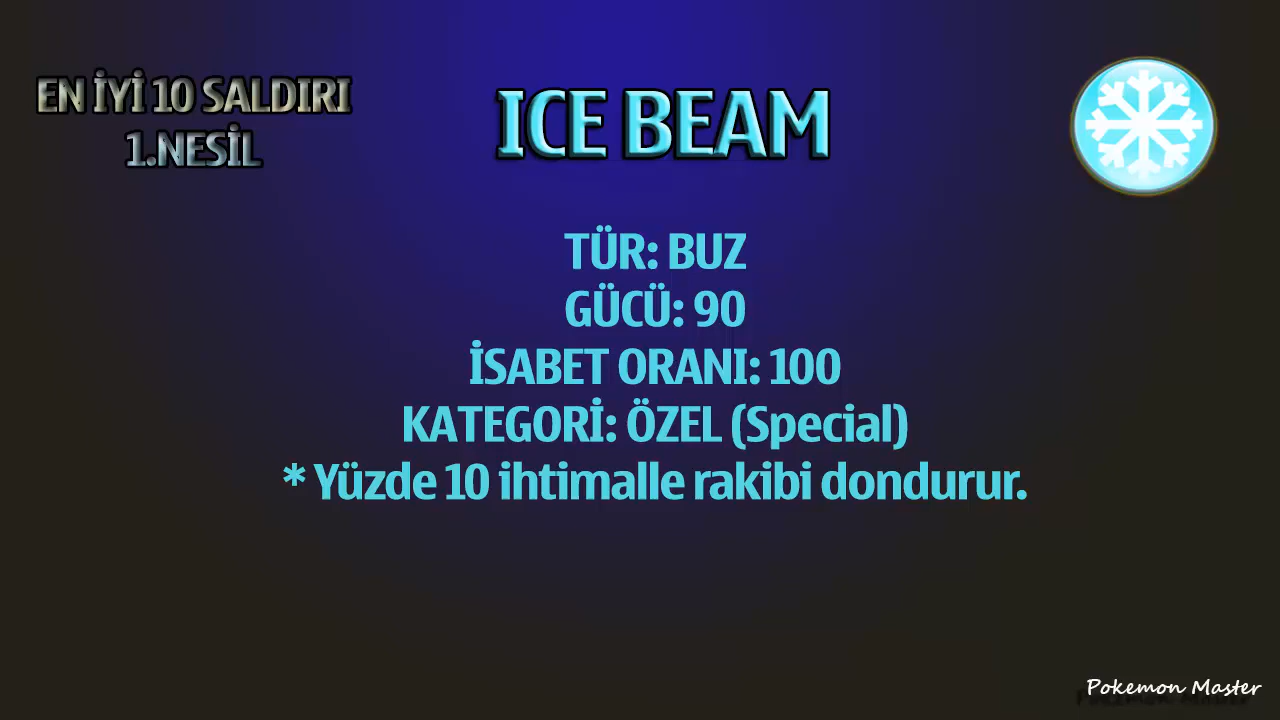 EN İYİ 10 SALDIRI
1.NESİL
ICE BEAM
TÜR: BUZ
GÜCÜ: 90
İSABET ORANI: 100
KATEGORİ: ÖZEL (Special)
* Yüzde 10 ihtimalle rakibi dondurur.
Pokemon Master